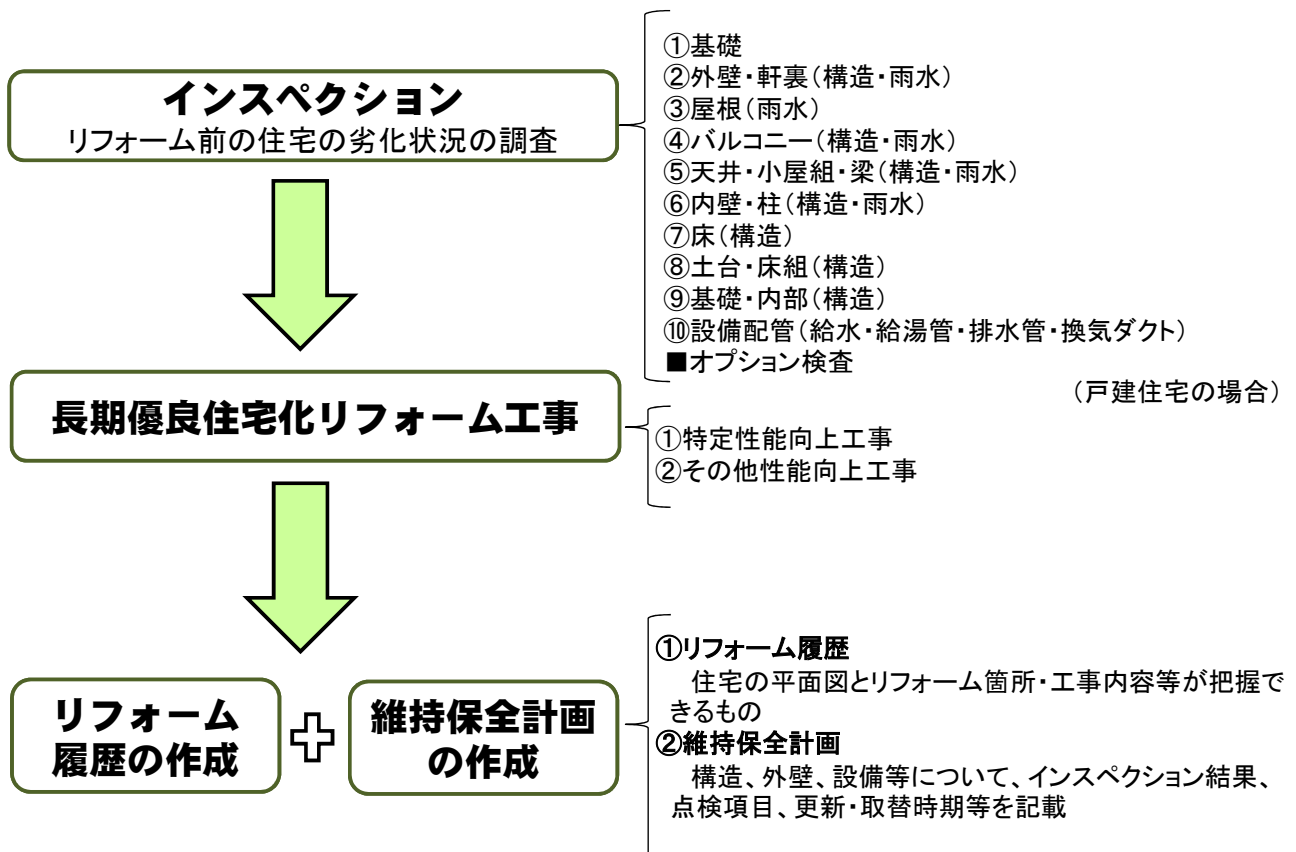 インスペクション
リフォーム前の住宅の劣化状況の調査
①基礎
②外壁・軒裏(構造・雨水)
③屋根(雨水)
④バルコニー(構造・雨水)
⑤天井・小屋組・梁(構造・雨水)
⑥内壁・柱(構造・雨水)
⑦床(構造)
⑧土台・床組(構造)
⑨基礎・内部(構造)
⑩設備配管(給水・給湯管・排水管・換気ダクト)
■オプション検査
(戸建住宅の場合)
長期優良住宅化リフォーム工事
①特定性能向上工事
②その他性能向上工事
リフォーム
履歴の作成
維持保全計画
の作成
①リフォーム履歴
住宅の平面図とリフォーム箇所・工事内容等が把握で
きるもの
②維持保全計画
構造、外壁、設備等について、インスペクション結果、
点検項目、更新・取替時期等を記載